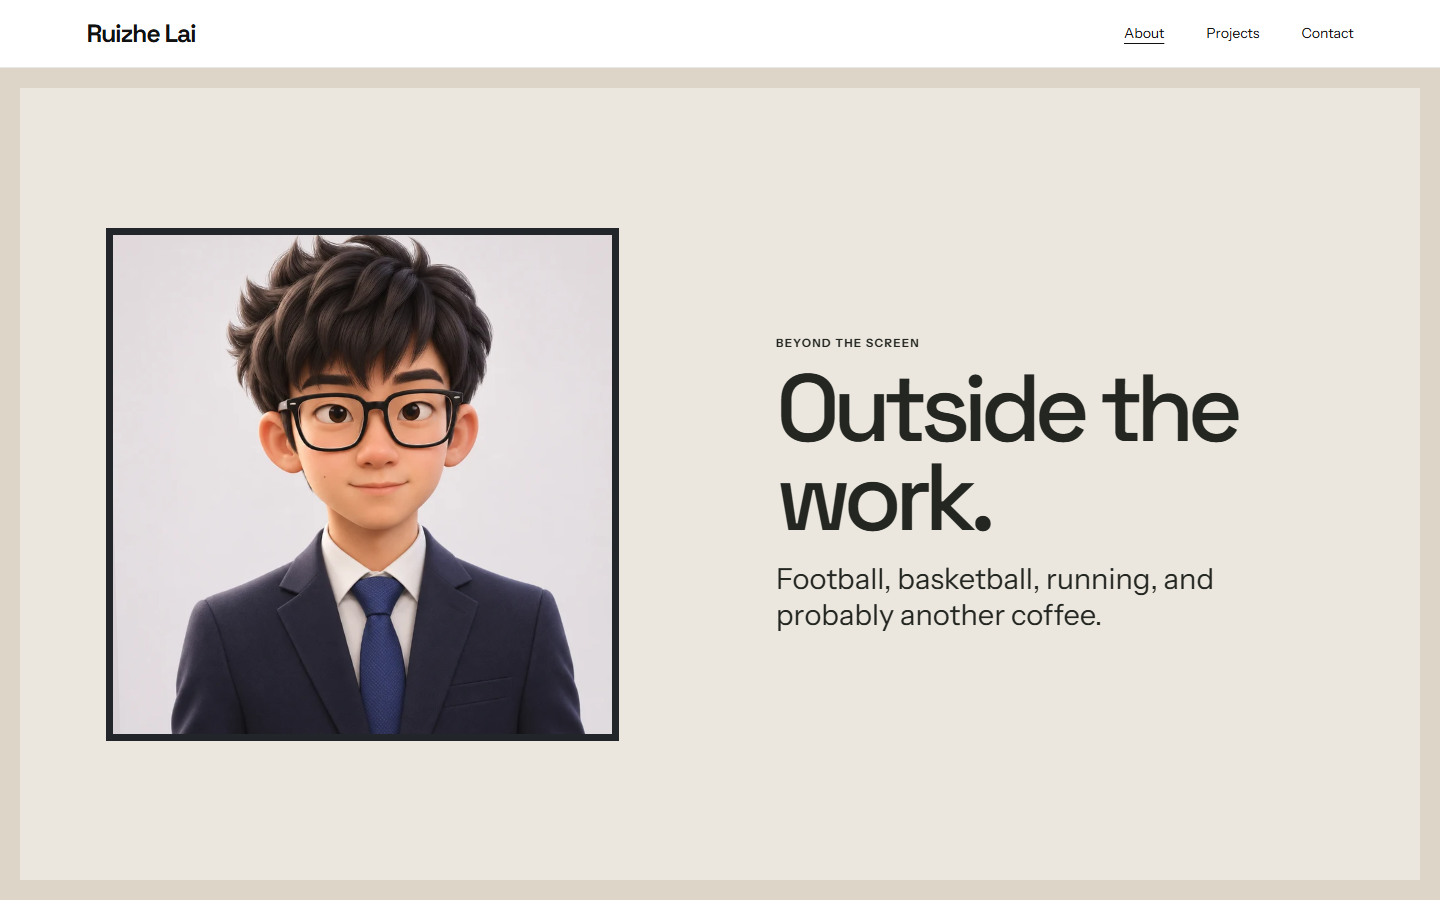 Ruizhe Lai
About Projects Contact
BEYOND THE SCREEN
Outside the
work.
Football, basketball, running, and
probably another coffee.